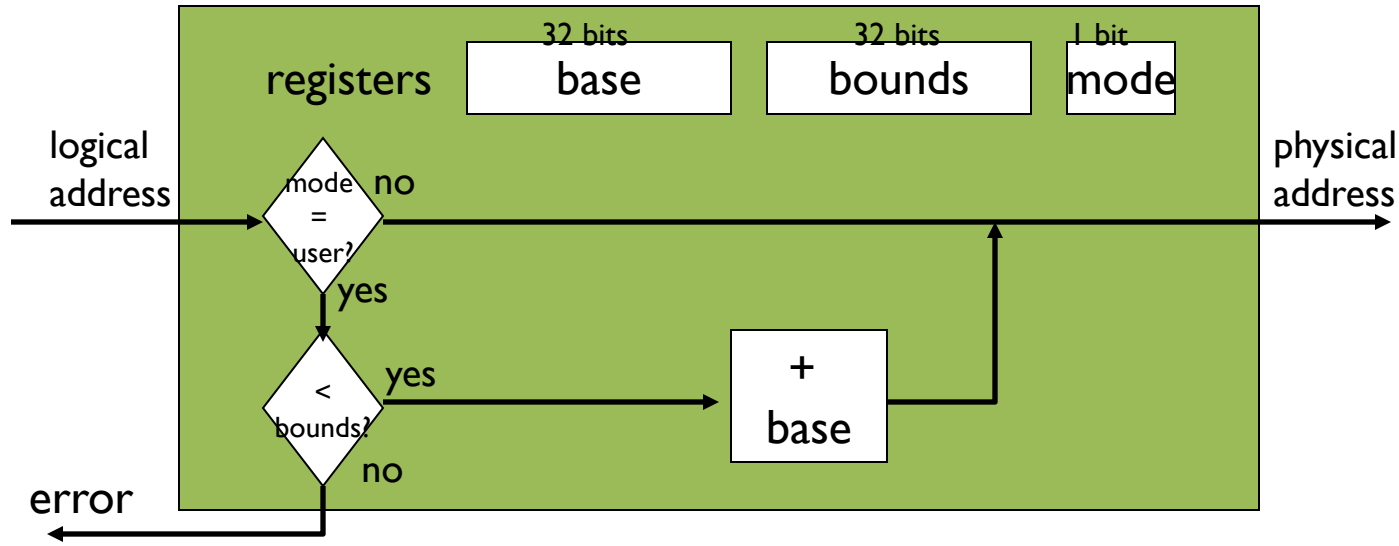 32 bits
32 bits
1 bit
registers
base
bounds
mode
logical
address
physical
address
mode
=
user?
no
yes
<
bounds?
yes
no
+
base
error